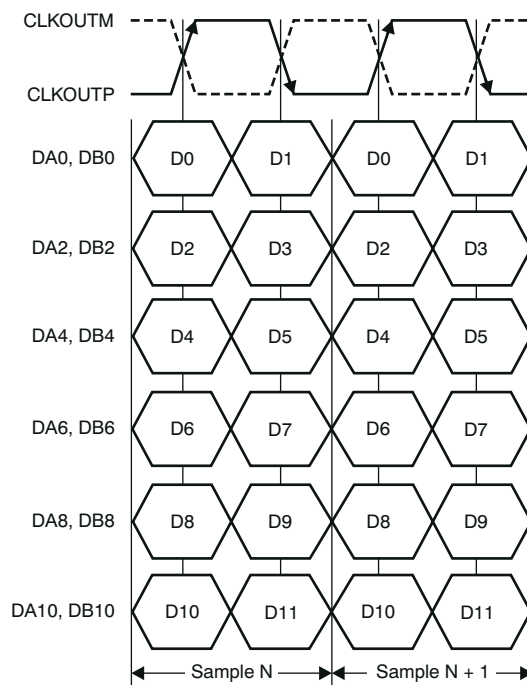 CLKOUTM
CLKOUTP
DA0, DB0 D0 D1 D0 D1
DA2, DB2 D2 D3 D2 D3
DA4, DB4 D4 D5 D4 D5
DA6, DB6 D6 D7 D6 D7
DA8, DB8 D8 D9 D8 D9
DA10, DB10 D10 D11 D10 D11
Sample N Sample N + 1